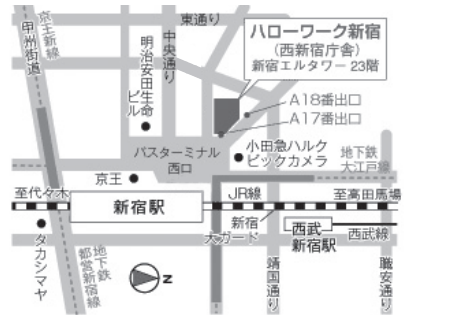 東通り
ハローワーク新宿
(西新宿庁舎)
新宿エルタワー 23階
京王新線
甲州街道
明治安田生命
ビル
中央通り
A18番出口
A17番出口
バスターミナル
西口
小田急ハルク
ビックカメラ
地下鉄
大江戸線
京王
至代々木
新宿駅
JR線
至高田馬場
新宿
大ガード
西武
新宿駅
西武線
タカシマヤ
地下鉄
都営新宿線
N
靖国通り
職安通り